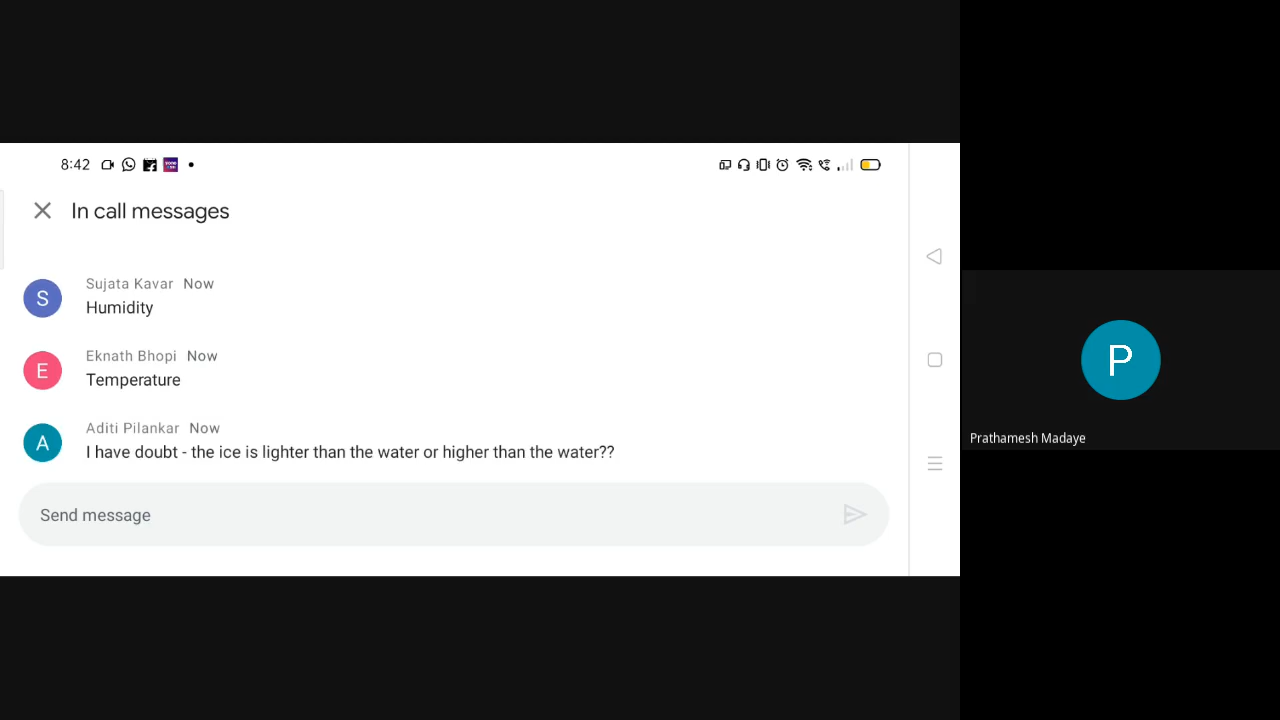 8:42
In call messages
S
Sujata Kavar Now
Humidity
E
Eknath Bhopi Now
Temperature
A
Aditi Pilankar Now
I have doubt - the ice is lighter than the water or higher than the water??
Send message
P
Prathamesh Madaye